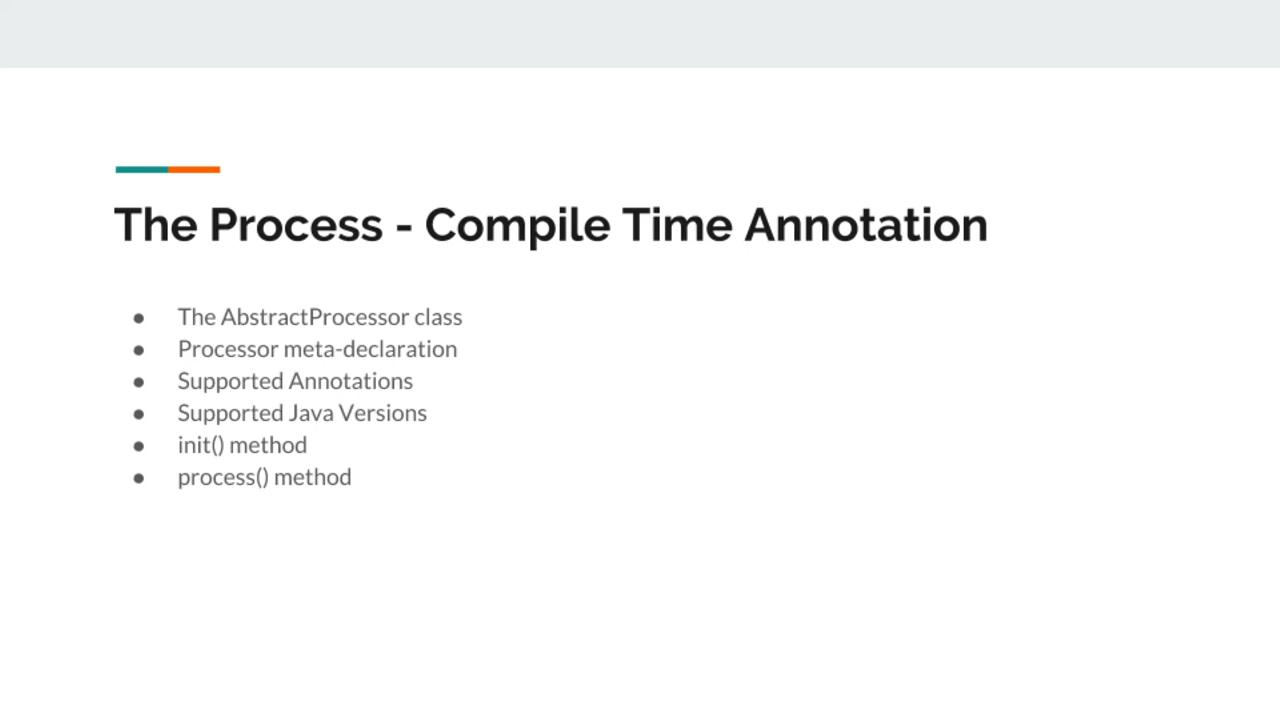 The Process - Compile Time Annotation
● The AbstractProcessor class
● Processor meta-declaration
● Supported Annotations
● Supported Java Versions
● init() method
● process() method